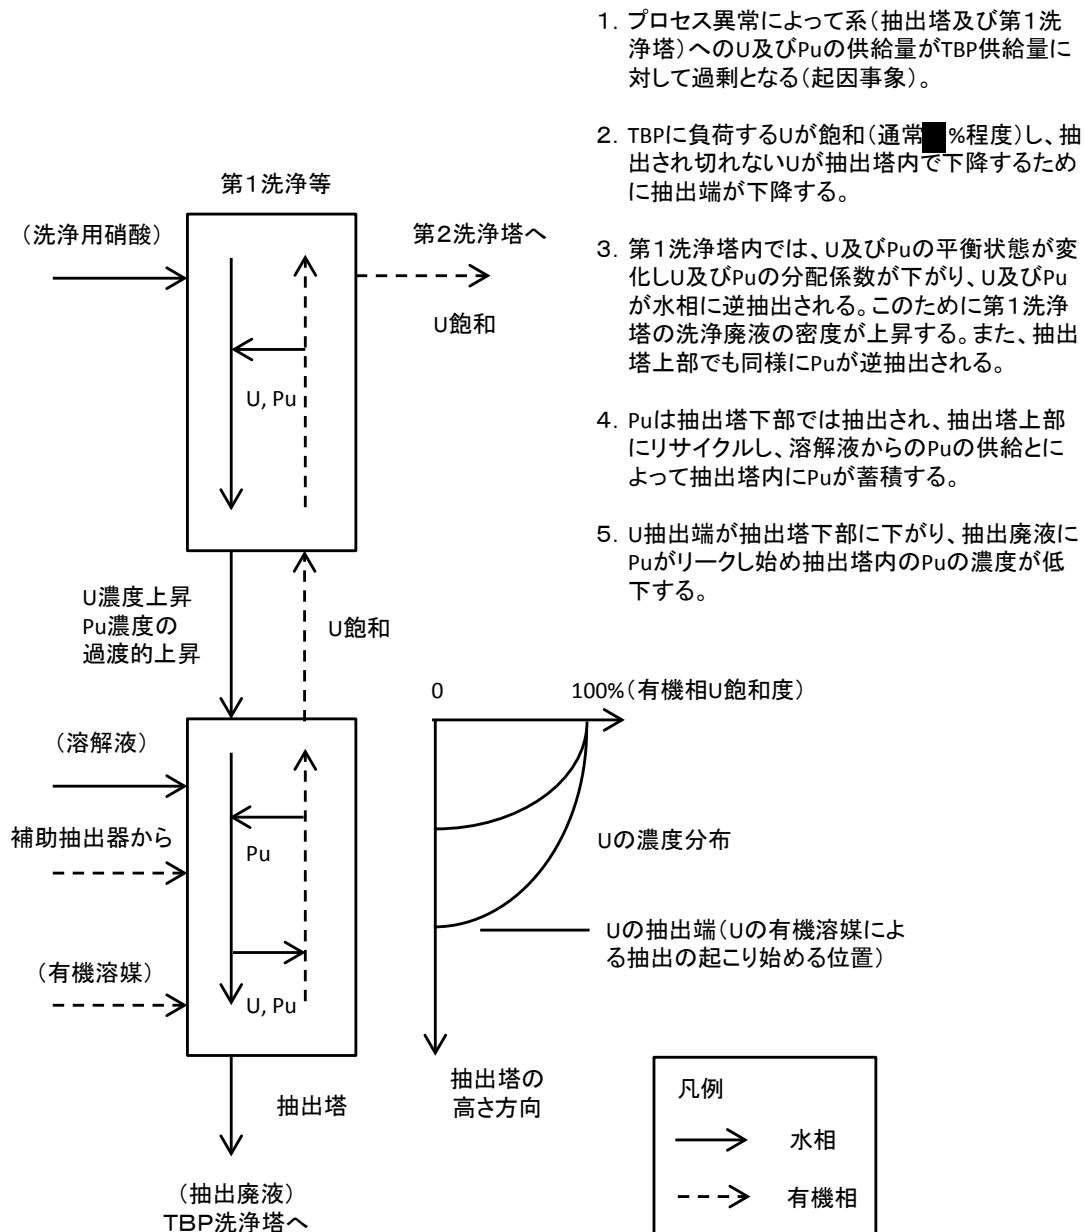 1. プロセス異常によって系(抽出塔及び第1洗
浄塔)へのU及びPuの供給量がTBP供給量に
対して過剰となる(起因事象)。
2. TBPに負荷するUが飽和(通常 %程度)し、抽
出され切れないUが抽出塔内で下降するため
に抽出端が下降する。
3. 第1洗浄塔内では、U及びPuの平衡状態が変
化しU及びPuの分配係数が下がり、U及びPu
が水相に逆抽出される。このために第1洗浄
塔の洗浄廃液の密度が上昇する。また、抽出
塔上部でも同様にPuが逆抽出される。
4. Puは抽出塔下部では抽出され、抽出塔上部
にリサイクルし、溶解液からのPuの供給とに
よって抽出塔内にPuが蓄積する。
5. U抽出端が抽出塔下部に下がり、抽出廃液に
Puがリークし始め抽出塔内のPuの濃度が低
下する。
第1洗浄等
(洗浄用硝酸)
第2洗浄塔へ
U飽和
U, Pu
U濃度上昇
Pu濃度の
過渡的上昇
U飽和
(溶解液)
補助抽出器から
(有機溶媒)
Pu
U, Pu
抽出塔
(抽出廃液)
TBP洗浄塔へ
0
100%(有機相U飽和度)
Uの濃度分布
Uの抽出端(Uの有機溶媒によ
る抽出の起こり始める位置)
抽出塔の
高さ方向
凡例
水相
有機相